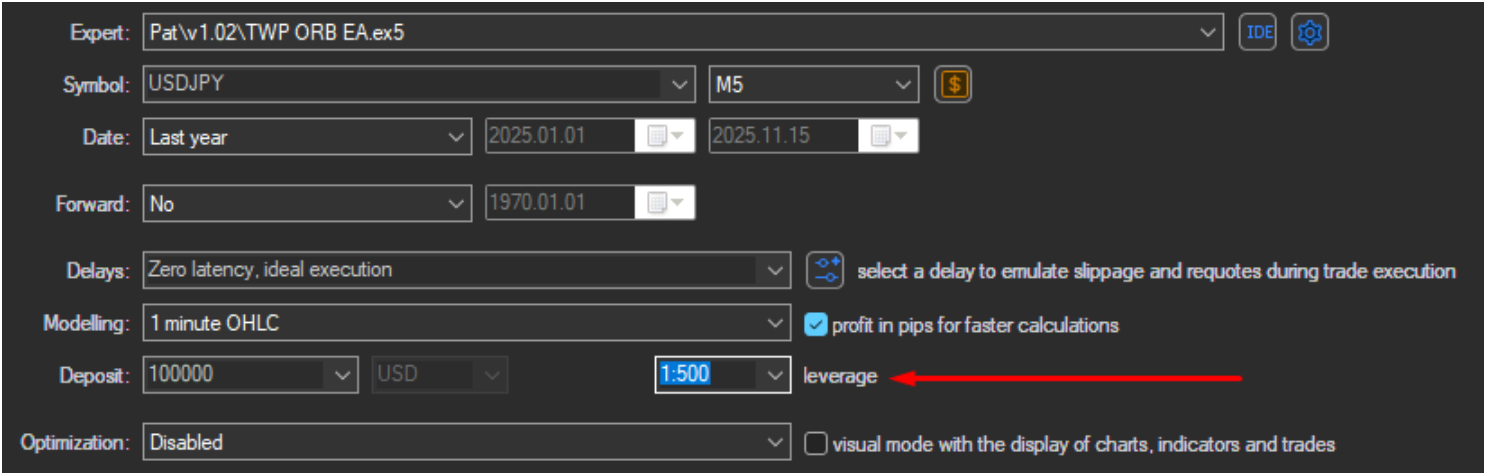 Expert: Pat\v1.02\TWP ORB EA.ex5 IDE
Symbol: USDJPY M5 $
Date: Last year 2025.01.01 2025.11.15
Forward: No 1970.01.01
Delays: Zero latency, ideal execution select a delay to emulate slippage and requotes during trade execution
Modelling: 1 minute OHLC profit in pips for faster calculations
Deposit: 100000 USD 1:500 leverage
Optimization: Disabled visual mode with the display of charts, indicators and trades